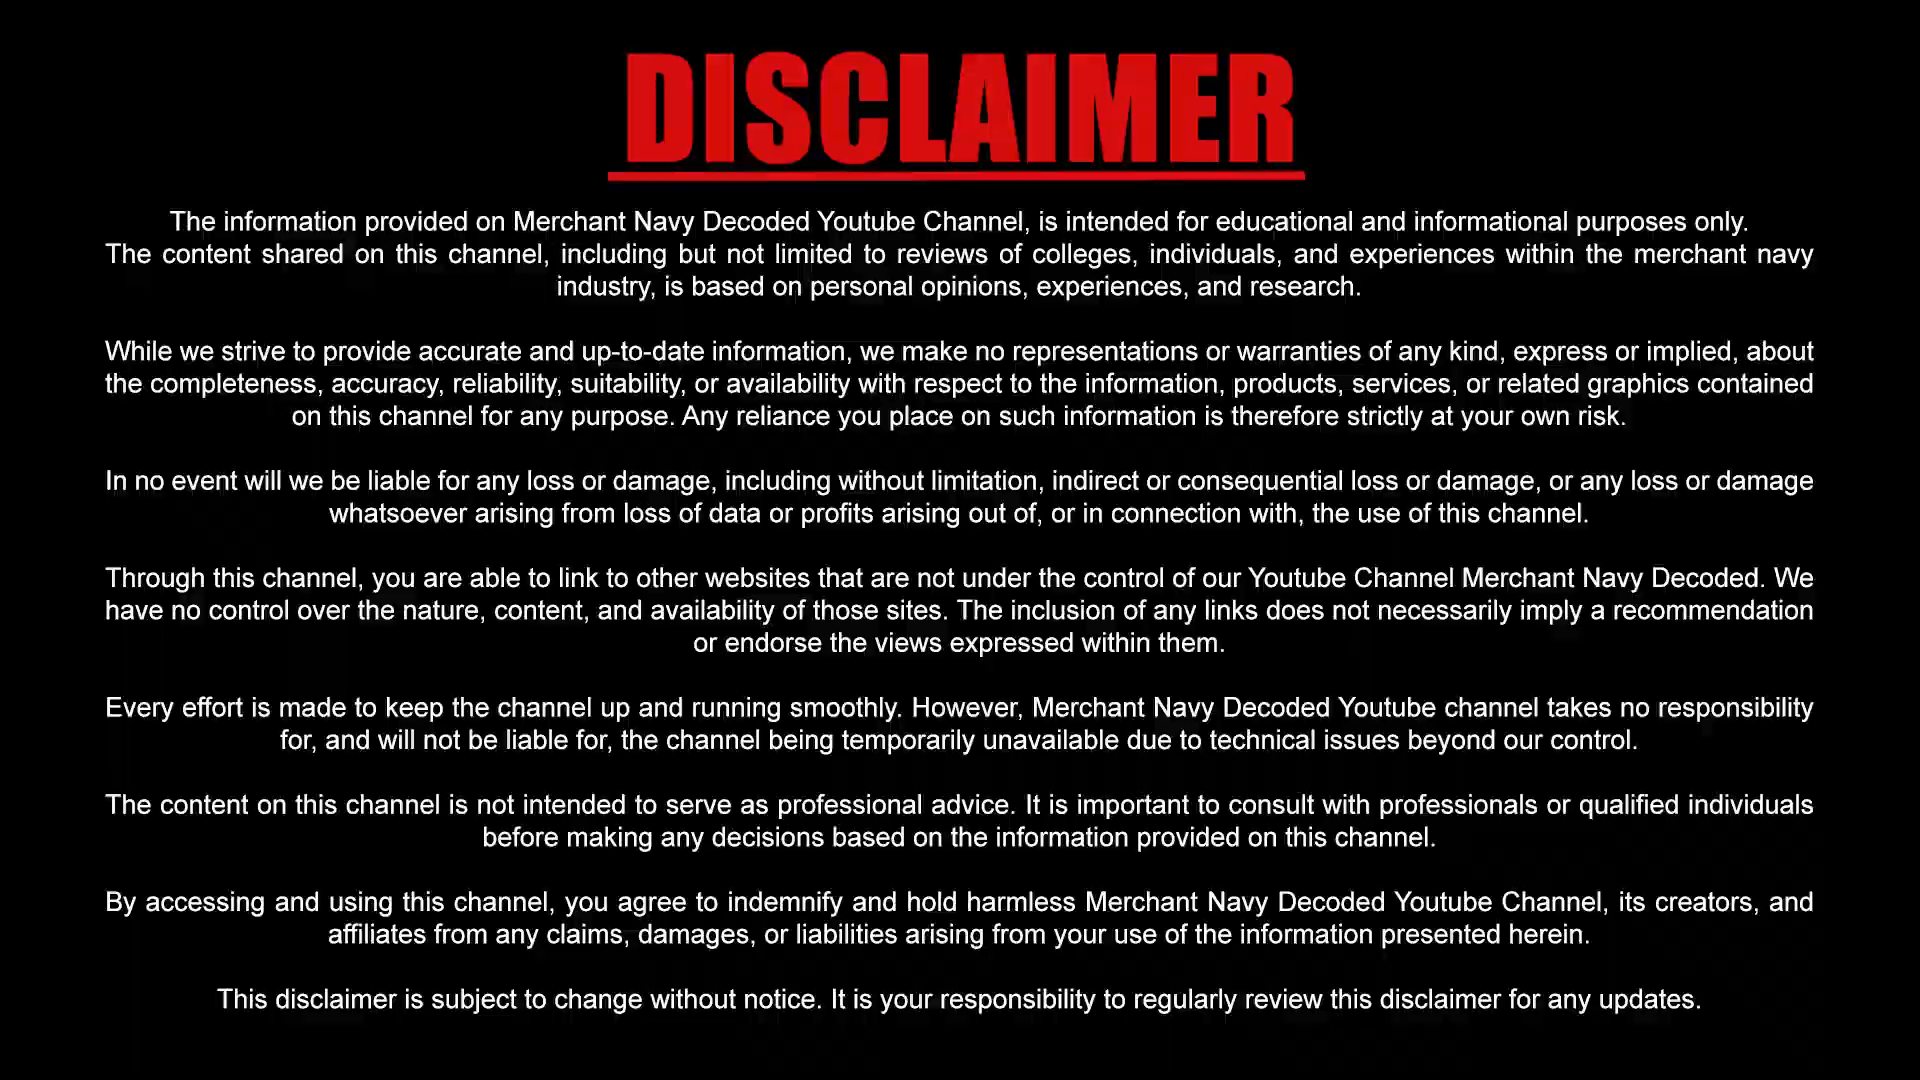 DISCLAIMER
The information provided on Merchant Navy Decoded Youtube Channel, is intended for educational and informational purposes only.
The content shared on this channel, including but not limited to reviews of colleges, individuals, and experiences within the merchant navy
industry, is based on personal opinions, experiences, and research.
While we strive to provide accurate and up-to-date information, we make no representations or warranties of any kind, express or implied, about
the completeness, accuracy, reliability, suitability, or availability with respect to the information, products, services, or related graphics contained
on this channel for any purpose. Any reliance you place on such information is therefore strictly at your own risk.
In no event will we be liable for any loss or damage, including without limitation, indirect or consequential loss or damage, or any loss or damage
whatsoever arising from loss of data or profits arising out of, or in connection with, the use of this channel.
Through this channel, you are able to link to other websites that are not under the control of our Youtube Channel Merchant Navy Decoded. We
have no control over the nature, content, and availability of those sites. The inclusion of any links does not necessarily imply a recommendation
or endorse the views expressed within them.
Every effort is made to keep the channel up and running smoothly. However, Merchant Navy Decoded Youtube channel takes no responsibility
for, and will not be liable for, the channel being temporarily unavailable due to technical issues beyond our control.
The content on this channel is not intended to serve as professional advice. It is important to consult with professionals or qualified individuals
before making any decisions based on the information provided on this channel.
By accessing and using this channel, you agree to indemnify and hold harmless Merchant Navy Decoded Youtube Channel, its creators, and
affiliates from any claims, damages, or liabilities arising from your use of the information presented herein.
This disclaimer is subject to change without notice. It is your responsibility to regularly review this disclaimer for any updates.